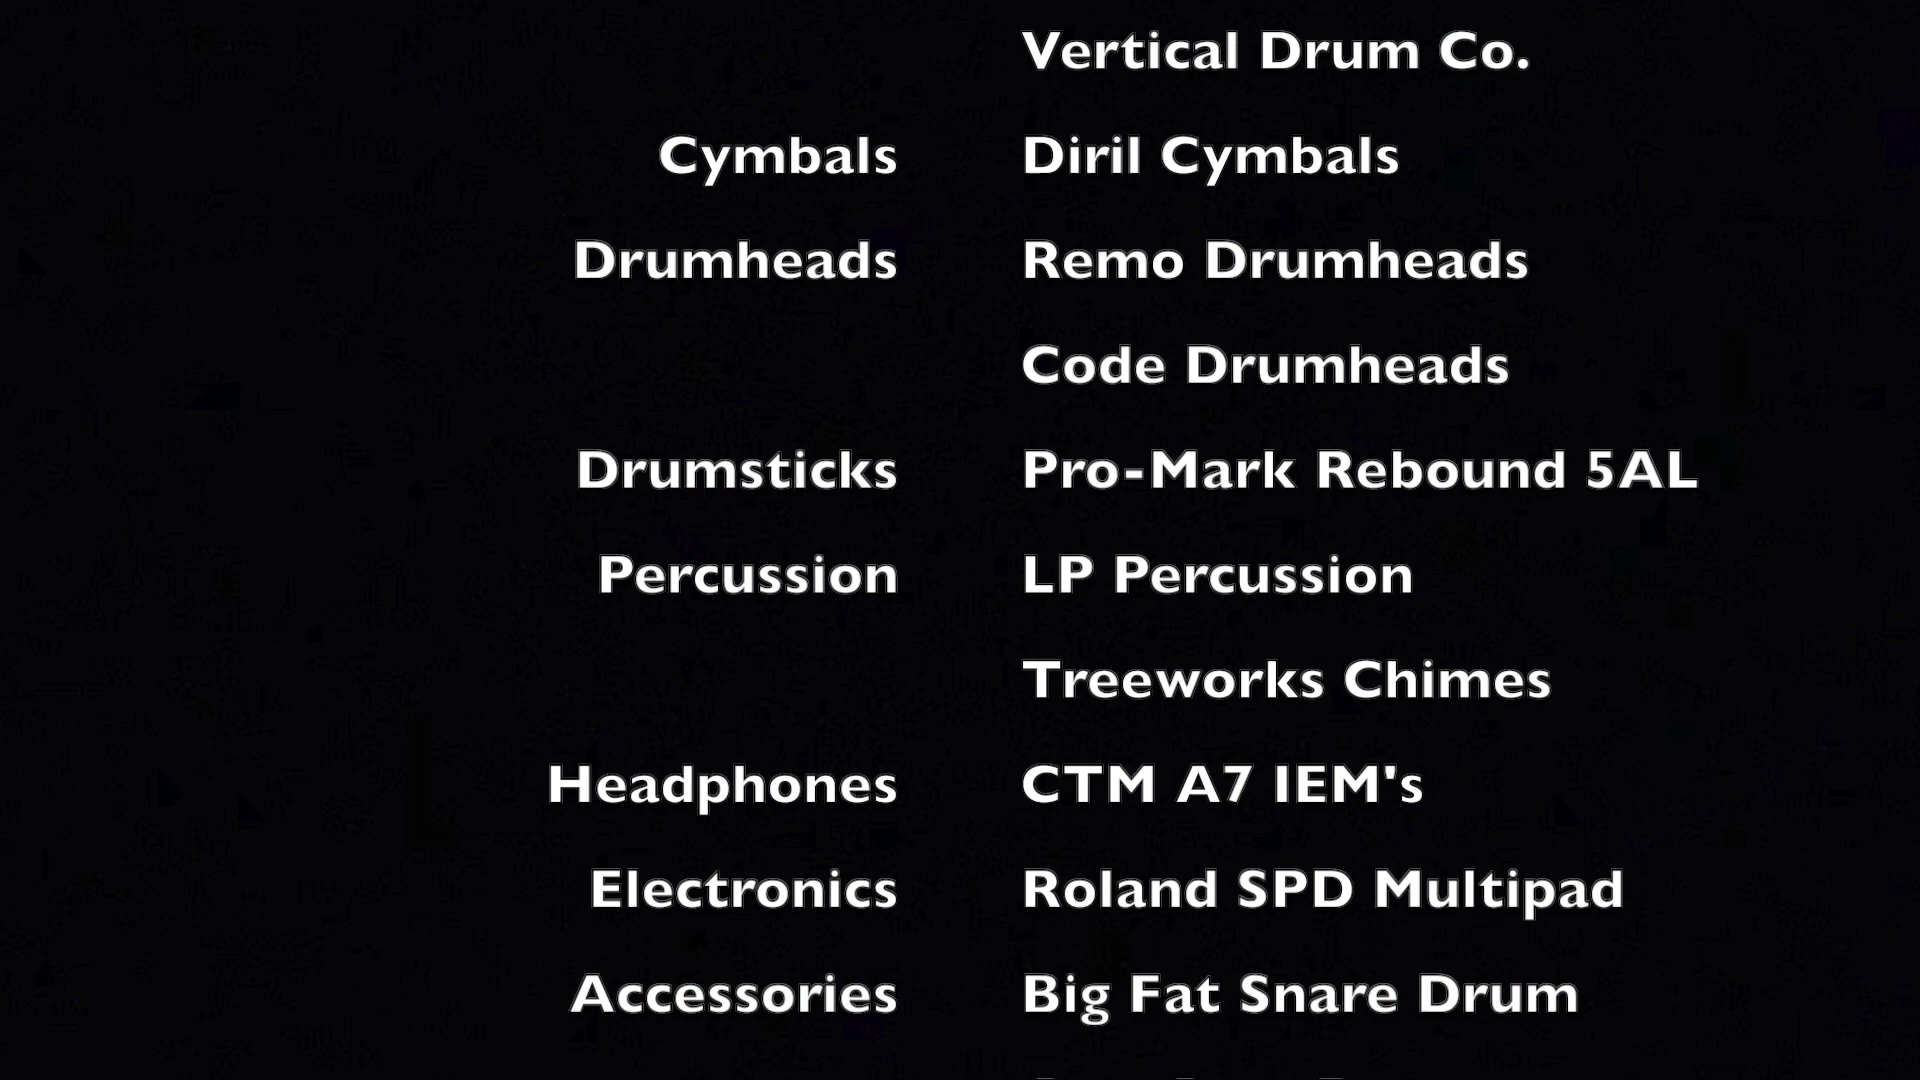 Vertical Drum Co.
Cymbals Diril Cymbals
Drumheads Remo Drumheads
Code Drumheads
Drumsticks Pro-Mark Rebound 5AL
Percussion LP Percussion
Treeworks Chimes
Headphones CTM A7 IEM's
Electronics Roland SPD Multipad
Accessories Big Fat Snare Drum